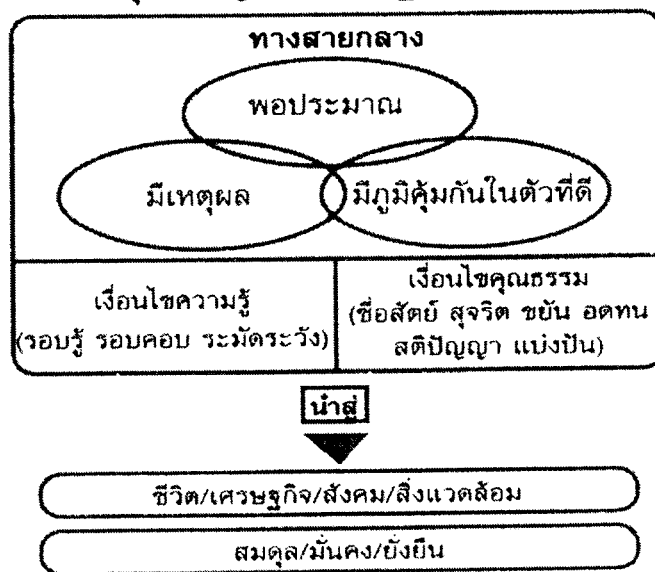 ทางสายกลาง
พอประมาณ
มีเหตุผล
มีภูมิคุ้มกันในตัวที่ดี
เงื่อนไขความรู้
(รอบรู้ รอบคอบ ระมัดระวัง)
เงื่อนไขคุณธรรม
(ซื่อสัตย์ สุจริต ขยัน อดทน
สติปัญญา แบ่งปัน)
นำสู่
ชีวิต/เศรษฐกิจ/สังคม/สิ่งแวดล้อม
สมดุล/มั่นคง/ยั่งยืน